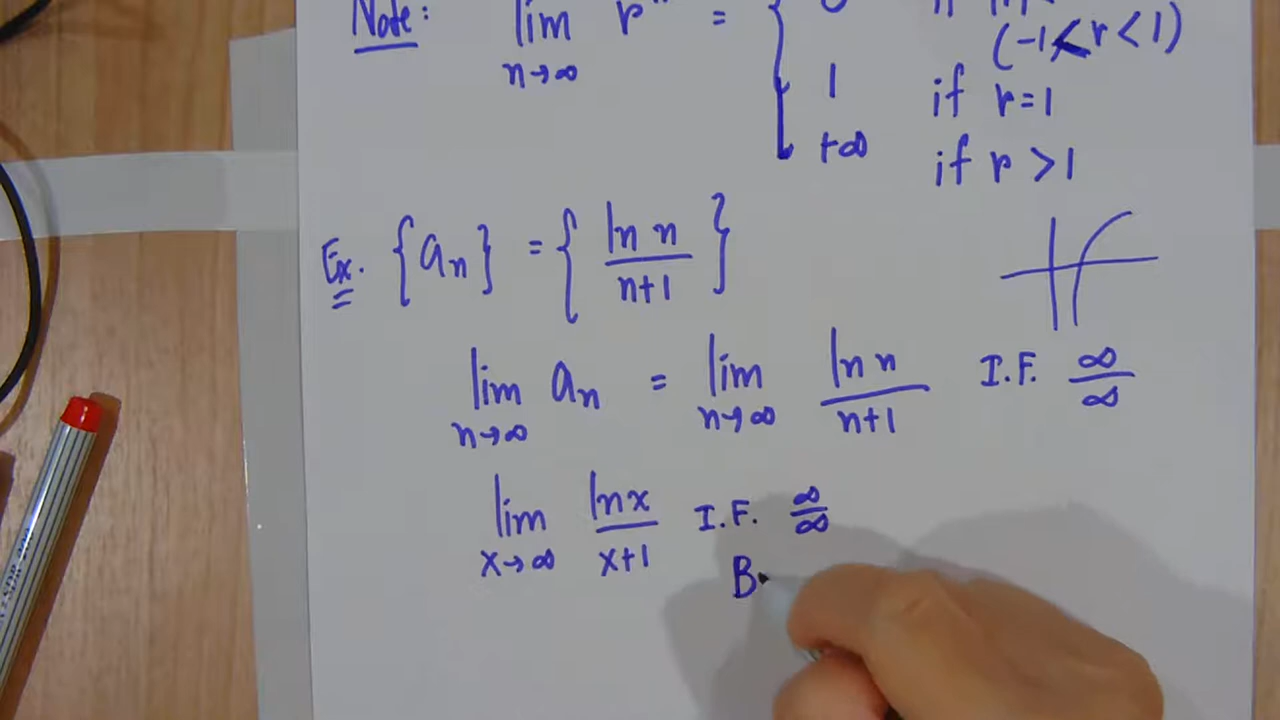 Note: lim r^n = {
n→∞
(-1<r<1)
1 if r=1
+∞ if r>1
Ex. {a_n} = { ln n / n+1 }
lim a_n = lim ln n / n+1 I.F. ∞/∞
n→∞ n→∞
lim ln x / x+1 I.F. ∞/∞
x→∞
B